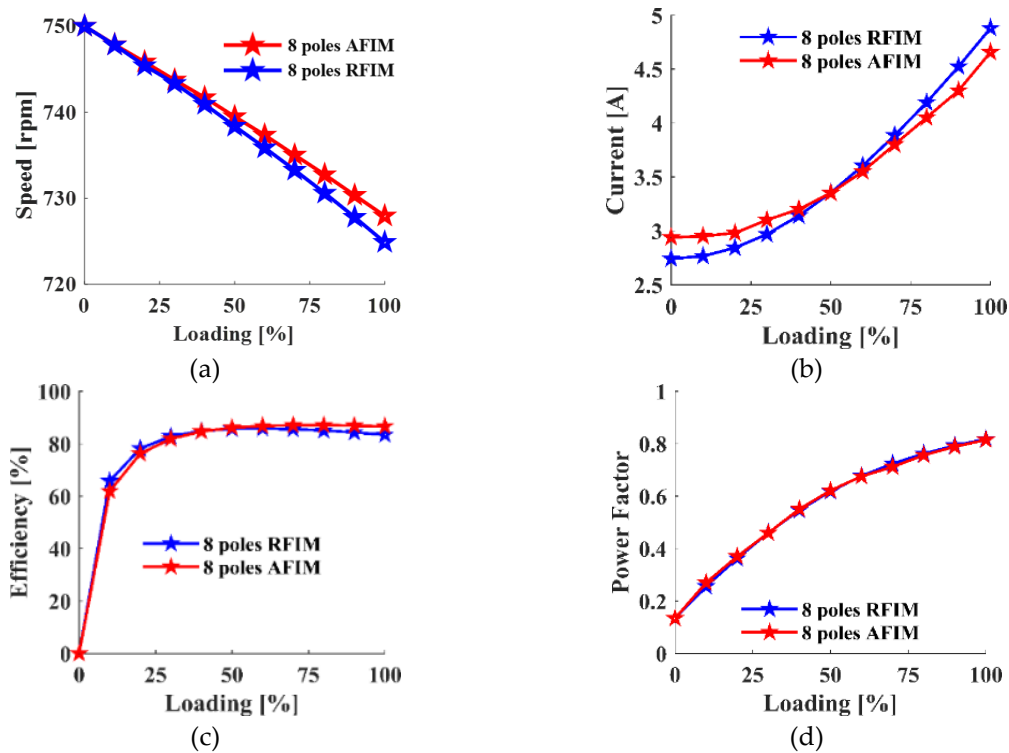 750
740
730
720
Speed [rpm]
8 poles AFIM
8 poles RFIM
0 25 50 75 100
Loading [%]
(a)
5
4.5
4
3.5
3
2.5
Current [A]
8 poles RFIM
8 poles AFIM
0 25 50 75 100
Loading [%]
(b)
100
80
60
40
20
0
Efficiency [%]
8 poles RFIM
8 poles AFIM
0 25 50 75 100
Loading [%]
(c)
1
0.8
0.6
0.4
0.2
0
Power Factor
8 poles RFIM
8 poles AFIM
0 25 50 75 100
Loading [%]
(d)